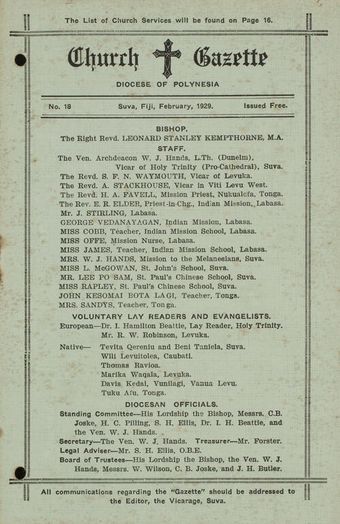 The List of Church Services will be found on Page 16.
Church Gazette
DIOCESE OF POLYNESIA
No. 18 Suva, Fiji, February, 1929. Issued Free.
BISHOP.
The Right Revd. LEONARD STANLEY KEMPTHORNE, M.A.
STAFF.
The Ven. Archdeacon W. J. Hands, L.Th. (Dunelm),
Vicar of Holy Trinity (Pro-Cathedral), Suva.
The Revd. S. F. N. WAYMOUTH, Vicar of Levuka.
The Revd. A. STACKHOUSE, Vicar in Viti Levu West.
The Revd. H. A. FAVELL, Mission Priest, Nukualofa, Tonga.
The Rev. E. R. ELDER, Priest-in-Chg., Indian Mission, Labasa.
Mr. J. STIRLING, Labasa.
GEORGE VEDANAYAGAN, Indian Mission, Labasa.
MISS COBB, Teacher, Indian Mission School, Labasa.
MISS OFFE, Mission Nurse, Labasa.
MISS JAMES, Teacher, Indian Mission School, Labasa.
MRS. W. J. HANDS, Mission to the Melanesians, Suva.
MISS L. McGOWAN, St. John's School, Suva.
MR. LEE PO SAM, St. Paul's Chinese School, Suva.
MISS RAPLEY, St. Paul's Chinese School, Suva.
JOHN KESOMAI BOTA LAGI, Teacher, Tonga.
MRS. SANDYS, Teacher, Tonga.
VOLUNTARY LAY READERS AND EVANGELISTS.
European—Dr. I. Hamilton Beattie, Lay Reader, Holy Trinity.
Mr. R. W. Robinson, Levuka.
Native— Tevita Qereniu and Beni Taniela, Suva.
Wili Levuitoles, Caubati.
Thomas Ravioa.
Marika Waqala, Levuka.
Davis Kedai, Vunilagi, Vanua Levu.
Tuku Afu, Tonga.
DIOCESAN OFFICIALS.
Standing Committee—His Lordship the Bishop, Messrs. C.B.
Joske, H. C. Pilling, S. H. Ellis, Dr. I. H. Beattie, and
the Ven. W. J. Hands.
Secretary—The Ven. W. J. Hands. Treasurer—Mr. Forster.
Legal Adviser—Mr. S. H. Ellis, O.B.E.
Board of Trustees—His Lordship the Bishop, the Ven. W. J.
Hands, Messrs. W. Wilson, C. B. Joske, and J. H. Butler.
All communications regarding the "Gazette" should be addressed to
the Editor, the Vicarage, Suva.